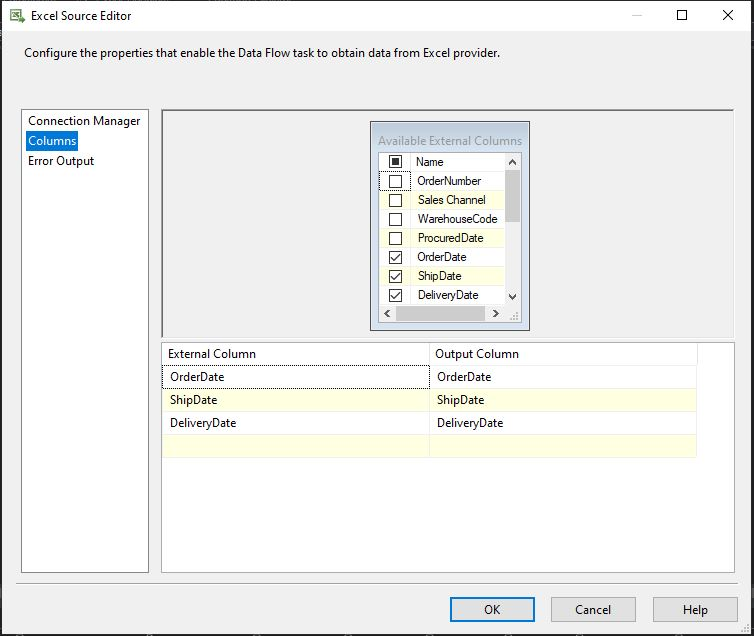 Excel Source Editor
Configure the properties that enable the Data Flow task to obtain data from Excel provider.
Connection Manager
Columns
Error Output
Available External Columns
Name
OrderNumber
Sales Channel
WarehouseCode
ProcuredDate
OrderDate
ShipDate
DeliveryDate
External Column Output Column
OrderDate OrderDate
ShipDate ShipDate
DeliveryDate DeliveryDate
OK Cancel Help